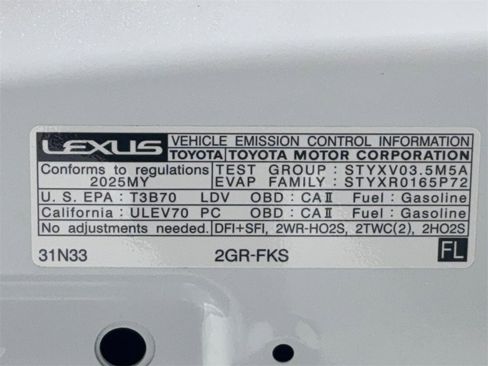 LEXUS VEHICLE EMISSION CONTROL INFORMATION
TOYOTA TOYOTA MOTOR CORPORATION
Conforms to regulations TEST GROUP : STYXV03.5M5A
2025MY EVAP FAMILY : STYXR0165P72
U. S. EPA : T3B70 LDV OBD : CAⅡ Fuel : Gasoline
California : ULEV70 PC OBD : CAⅡ Fuel : Gasoline
No adjustments needed. DFI+SFI, 2WR-HO2S, 2TWC(2), 2HO2S
31N33 2GR-FKS FL